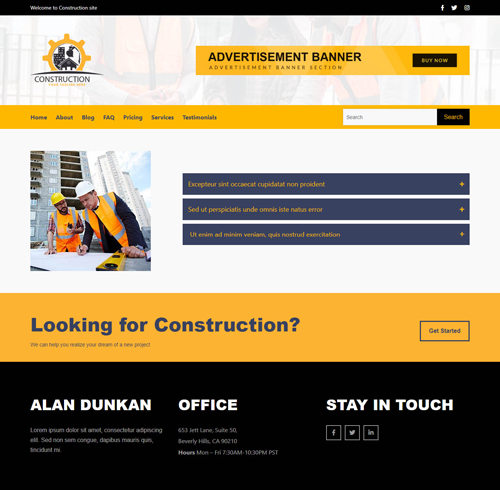 Welcome to Construction site
CONSTRUCTION
ADVERTISEMENT BANNER
ADVERTISEMENT BANNER SECTION
BUY NOW
Home About Blog FAQ Pricing Services Testimonials
Search
Search
Excepteur sint occaecat cupidatat non proident
Sed ut perspiciatis unde omnis iste natus error
Ut enim ad minim veniam, quis nostrud exercitation
Looking for Construction?
We can help you realize your dream of a new project
Get Started
ALAN DUNKAN
Lorem ipsum dolor sit amet, consectetur adipiscing
elit. Sed non sem congue, dapibus mauris quis,
tincidunt mi.
OFFICE
653 Jett Lane, Suite 50,
Beverly Hills, CA 90210
Hours Mon – Fri 7:30AM-10:30PM PST
STAY IN TOUCH